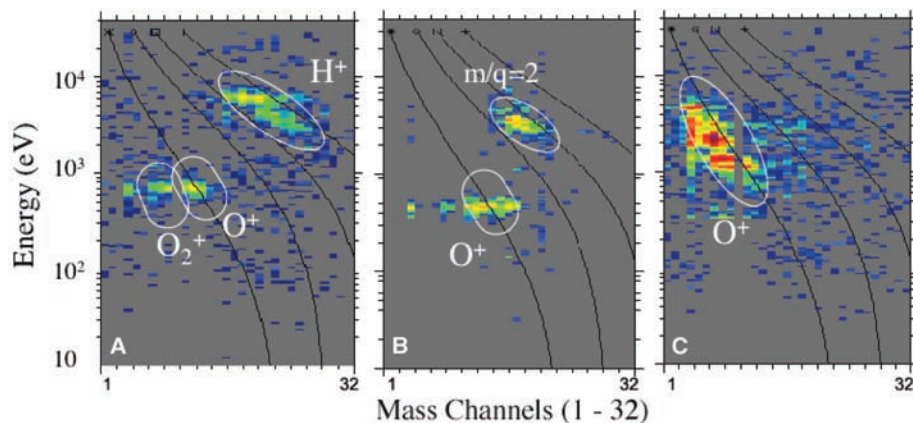 Energy (eV)
10⁴
10³
10²
10
H⁺
O₂⁺
O⁺
A
1
32
m/q=2
O⁺
B
1
32
O⁺
C
1
32
Mass Channels (1 - 32)